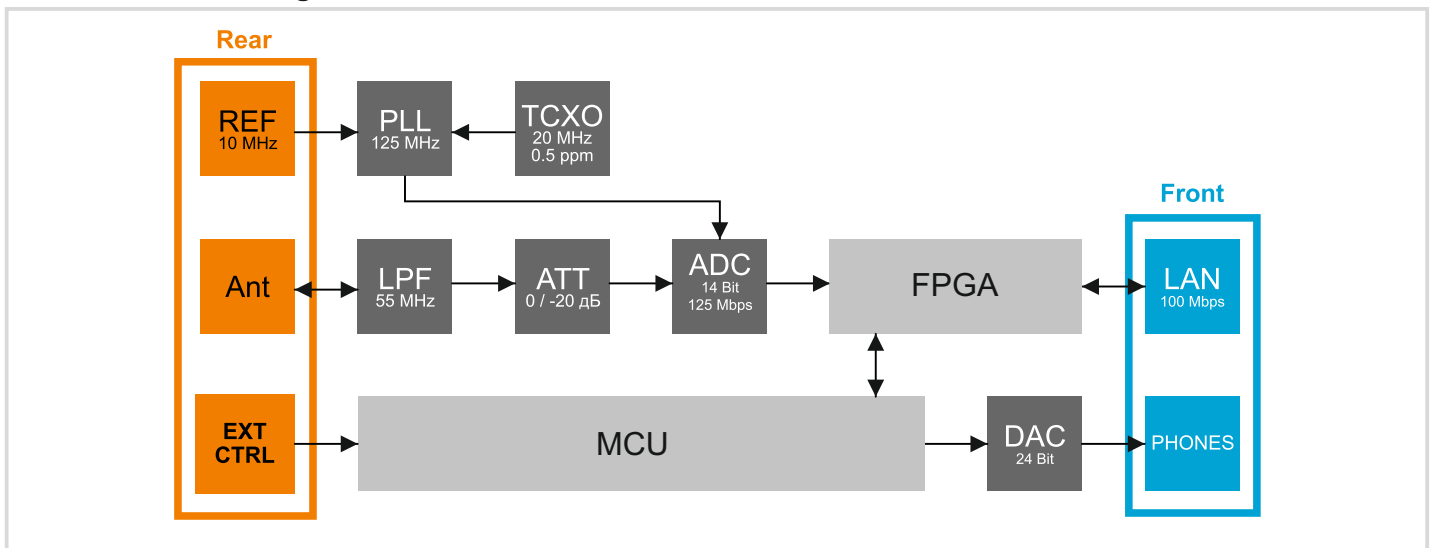 Rear
REF
10 MHz
PLL
125 MHz
TCXO
20 MHz
0.5 ppm
Front
Ant
LPF
55 MHz
ATT
0 / -20 дБ
ADC
14 Bit
125 Mbps
FPGA
LAN
100 Mbps
EXT
CTRL
MCU
DAC
24 Bit
PHONES